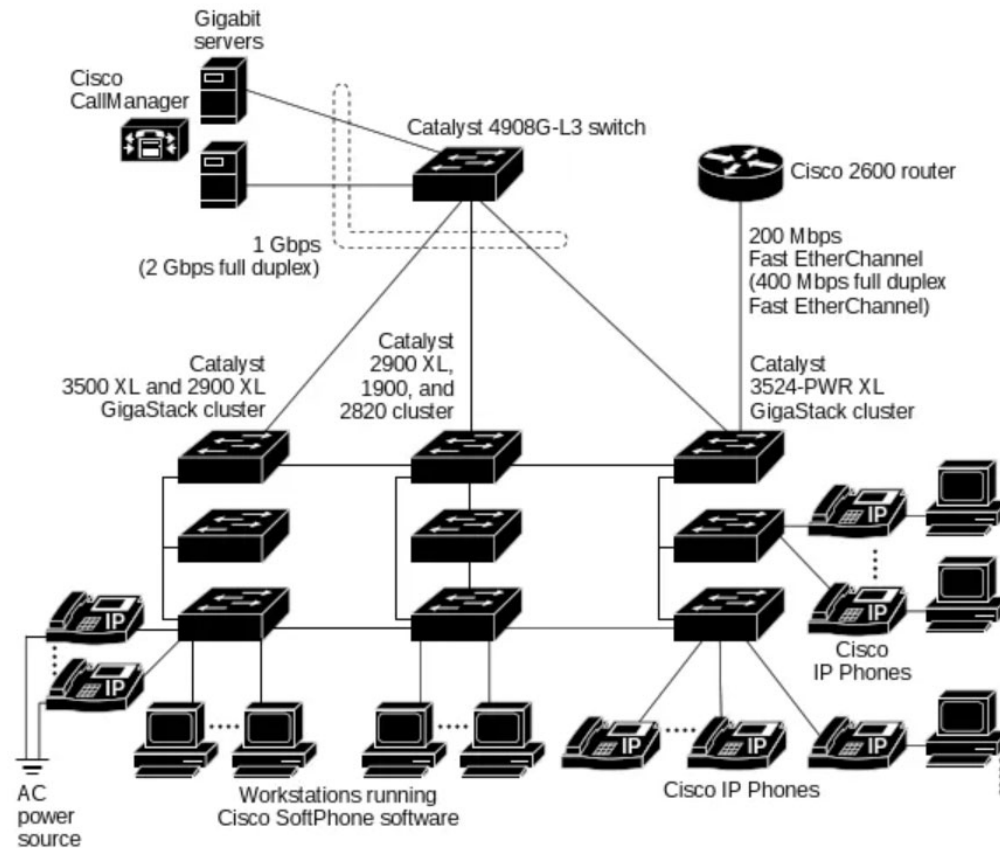 Gigabit
servers
Cisco
CallManager
Catalyst 4908G-L3 switch
Cisco 2600 router
1 Gbps
(2 Gbps full duplex)
200 Mbps
Fast EtherChannel
(400 Mbps full duplex
Fast EtherChannel)
Catalyst
3500 XL and 2900 XL
GigaStack cluster
Catalyst
2900 XL,
1900, and
2820 cluster
Catalyst
3524-PWR XL
GigaStack cluster
IP
IP
Cisco
IP Phones
IP
IP
IP
IP
IP
AC
power
source
Workstations running
Cisco SoftPhone software
Cisco IP Phones